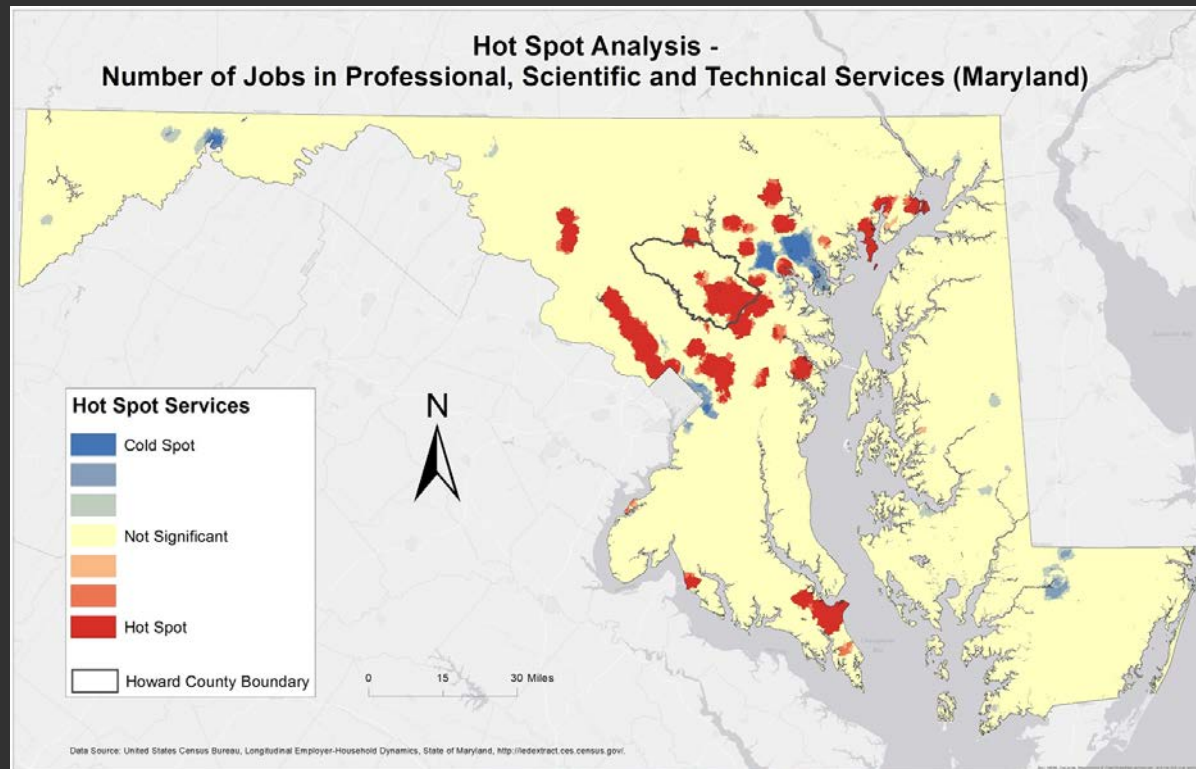 Hot Spot Analysis -
Number of Jobs in Professional, Scientific and Technical Services (Maryland)
Hot Spot Services
Cold Spot
Not Significant
Hot Spot
Howard County Boundary
N
0 15 30 Miles
Data Source: United States Census Bureau, Longitudinal Employer-Household Dynamics, State of Maryland, http://ledextract.ces.census.gov/.